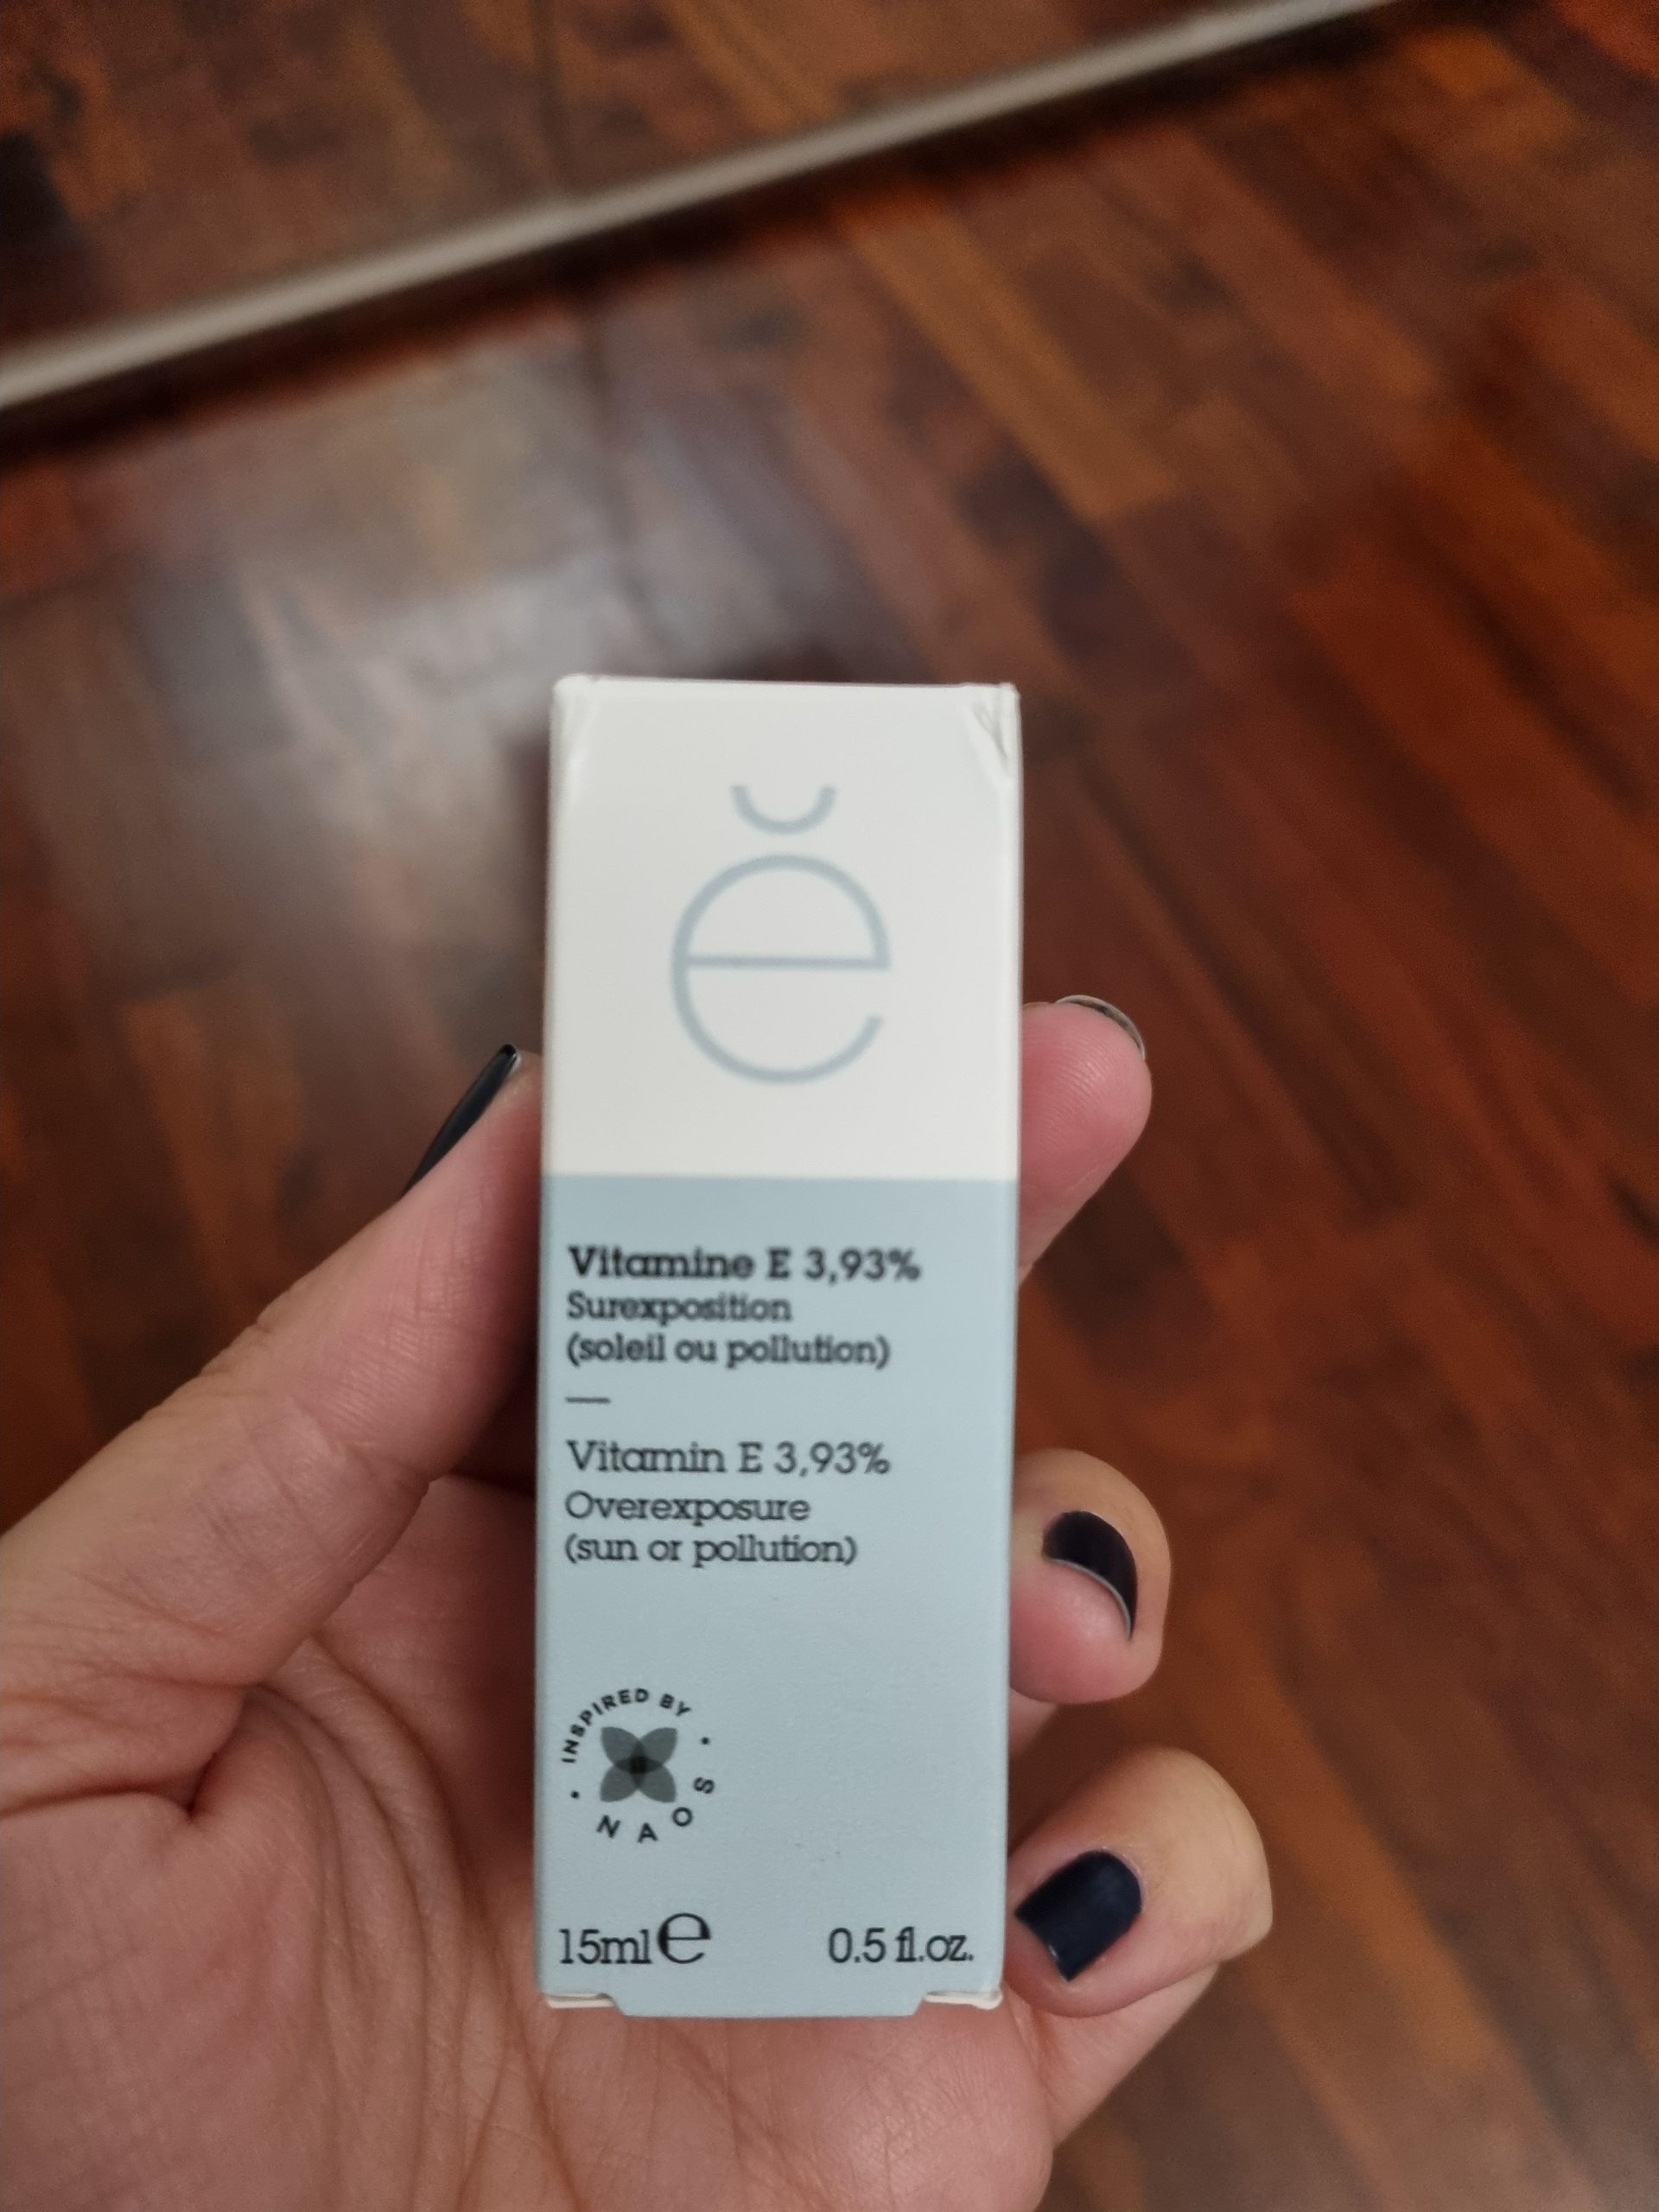 ĕ
Vitamine E 3,93%
Surexposition
(soleil ou pollution)
—
Vitamin E 3,93%
Overexposure
(sun or pollution)
• INSPIRED BY •
NAOS
15ml e 0.5 fl.oz.